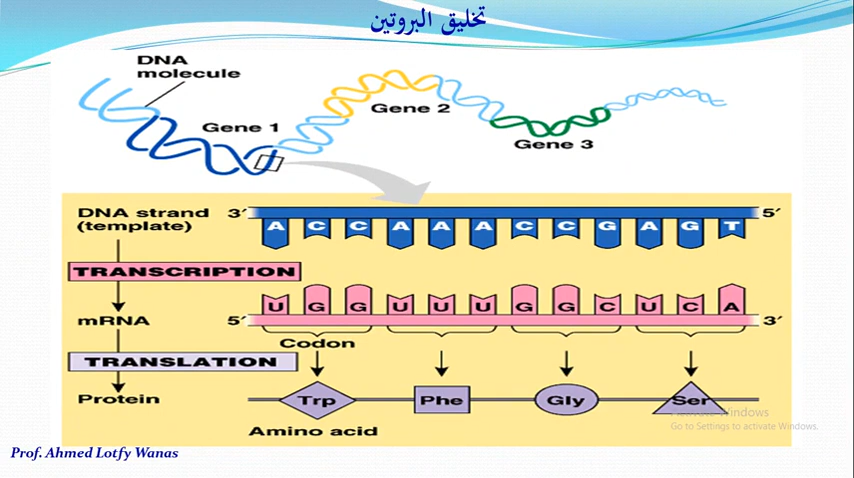 تخليق البروتين
DNA
molecule
Gene 1
Gene 2
Gene 3
DNA strand
(template)
3′ A C C A A A C C G A G T 5′
TRANSCRIPTION
mRNA
5′ U G G U U U G G C U C A 3′
Codon
TRANSLATION
Protein
Trp Phe Gly Ser
Amino acid
Activate Windows
Go to Settings to activate Windows.
Prof. Ahmed Lotfy Wanas